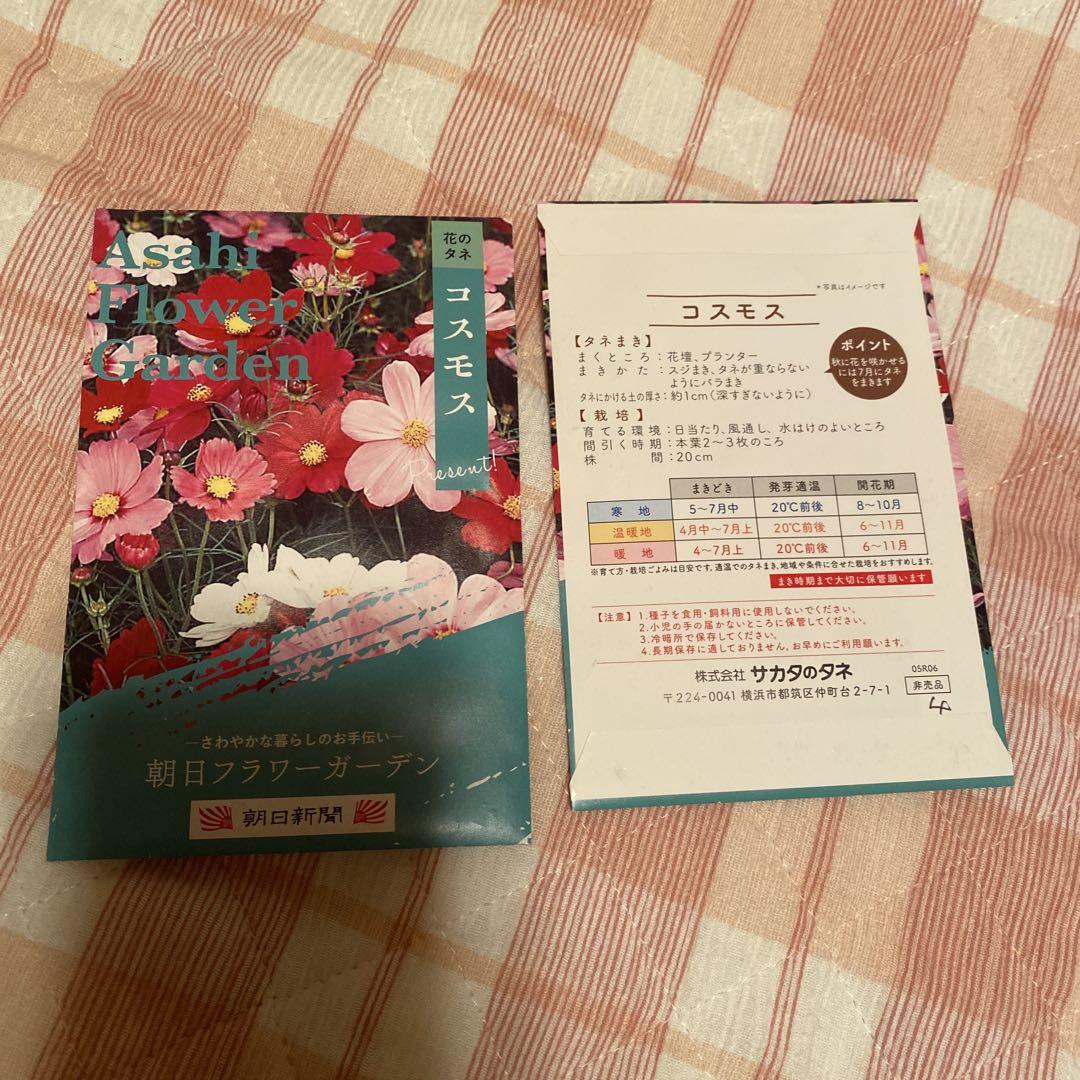 Asahi
Flower
Garden
花の
タネ
コスモス
Present!
―さわやかな暮らしのお手伝い―
朝日フラワーガーデン
朝日新聞
＊写真はイメージです
コスモス
【タネまき】
まくところ：花壇、プランター
まきかた：スジまき、タネが重ならない
ようにバラまき
タネにかける土の厚さ：約1cm（深すぎないように）
ポイント
秋に花を咲かせる
には7月にタネ
をまきます
【栽培】
育てる環境：日当たり、風通し、水はけのよいところ
間引く時期：本葉2〜3枚のころ
株間：20cm
まきどき 発芽適温 開花期
寒地 5〜7月中 20℃前後 8〜10月
温暖地 4月中〜7月上 20℃前後 6〜11月
暖地 4〜7月上 20℃前後 6〜11月
※育て方・栽培ごよみは目安です。適温でのタネまき、地域や条件に合せた栽培をおすすめします。
まき時期まで大切に保管願います
【注意】1.種子を食用・飼料用に使用しないでください。
2.小児の手の届かないところに保管してください。
3.冷暗所で保存してください。
4.長期保存に適しておりません。お早めにご利用願います。
株式会社 サカタのタネ
〒224-0041 横浜市都筑区仲町台2-7-1
05R06
非売品
4